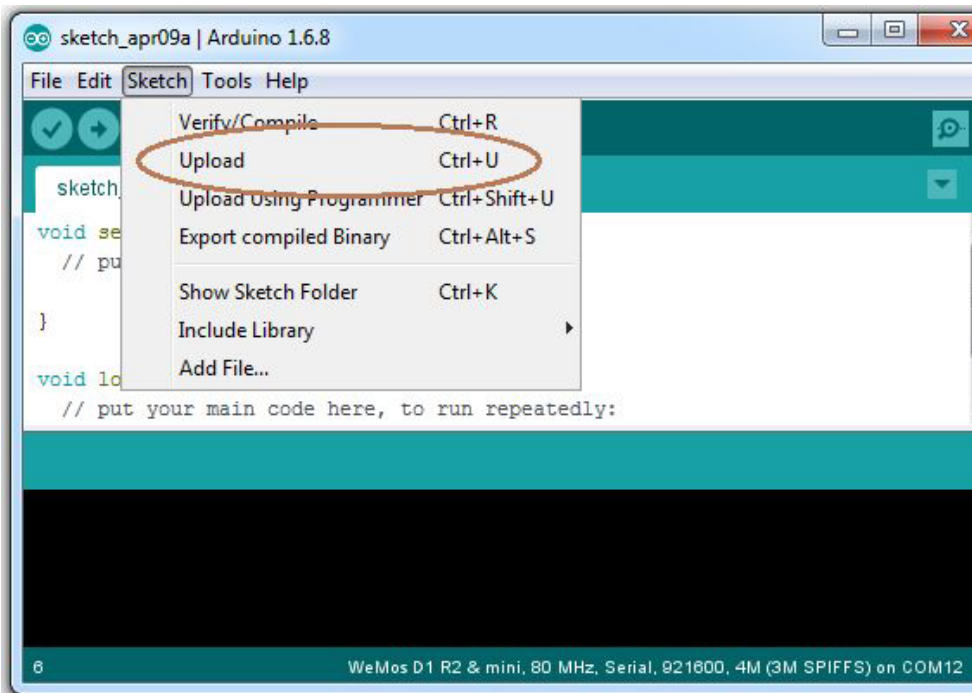 sketch_apr09a | Arduino 1.6.8
File Edit Sketch Tools Help
Verify/Compile Ctrl+R
Upload Ctrl+U
sketch_
Upload Using Programmer Ctrl+Shift+U
void se
Export compiled Binary Ctrl+Alt+S
// pu
Show Sketch Folder Ctrl+K
}
Include Library
Add File...
void lo
// put your main code here, to run repeatedly:
6 WeMos D1 R2 & mini, 80 MHz, Serial, 921600, 4M (3M SPIFFS) on COM12